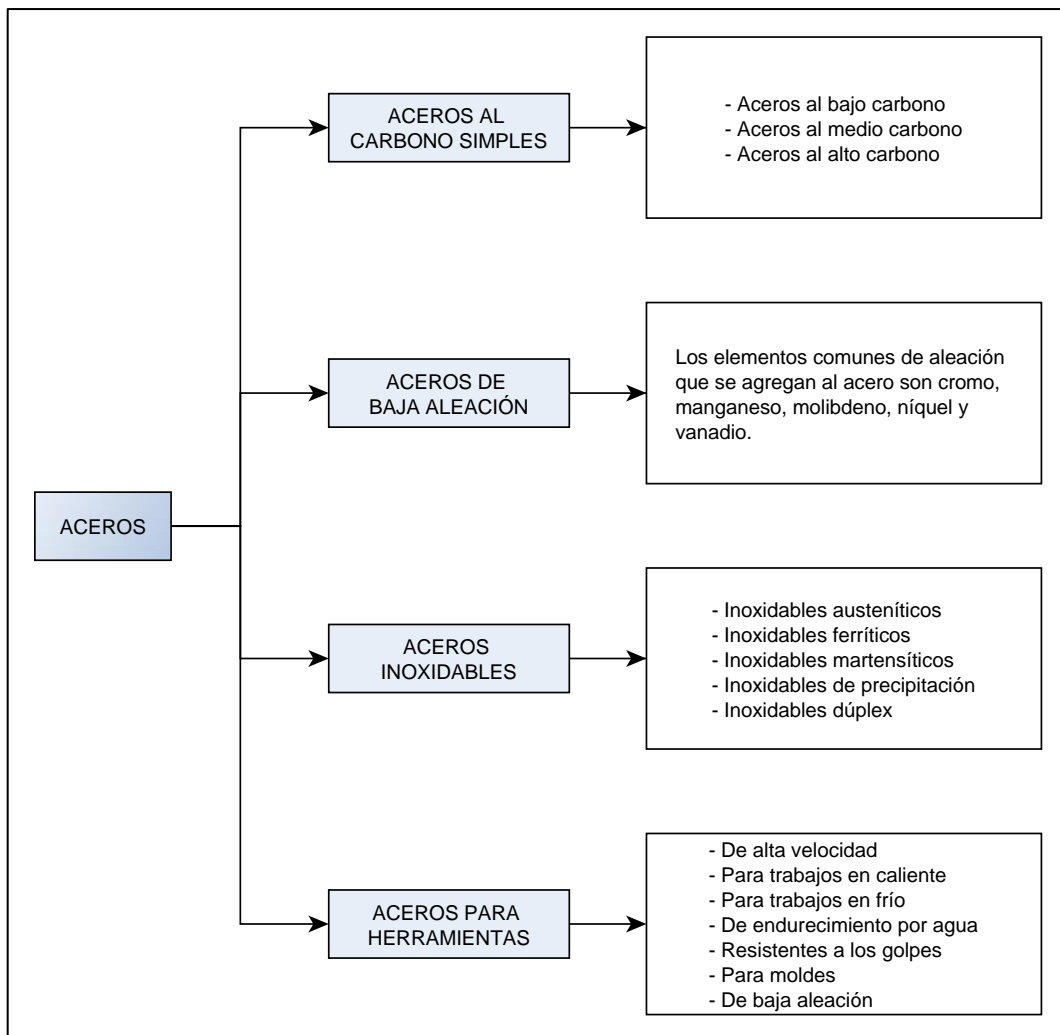 ACEROS
ACEROS AL
CARBONO SIMPLES
- Aceros al bajo carbono
- Aceros al medio carbono
- Aceros al alto carbono
ACEROS DE
BAJA ALEACIÓN
Los elementos comunes de aleación
que se agregan al acero son cromo,
manganeso, molibdeno, níquel y
vanadio.
ACEROS
INOXIDABLES
- Inoxidables austeníticos
- Inoxidables ferríticos
- Inoxidables martensíticos
- Inoxidables de precipitación
- Inoxidables dúplex
ACEROS PARA
HERRAMIENTAS
- De alta velocidad
- Para trabajos en caliente
- Para trabajos en frío
- De endurecimiento por agua
- Resistentes a los golpes
- Para moldes
- De baja aleación